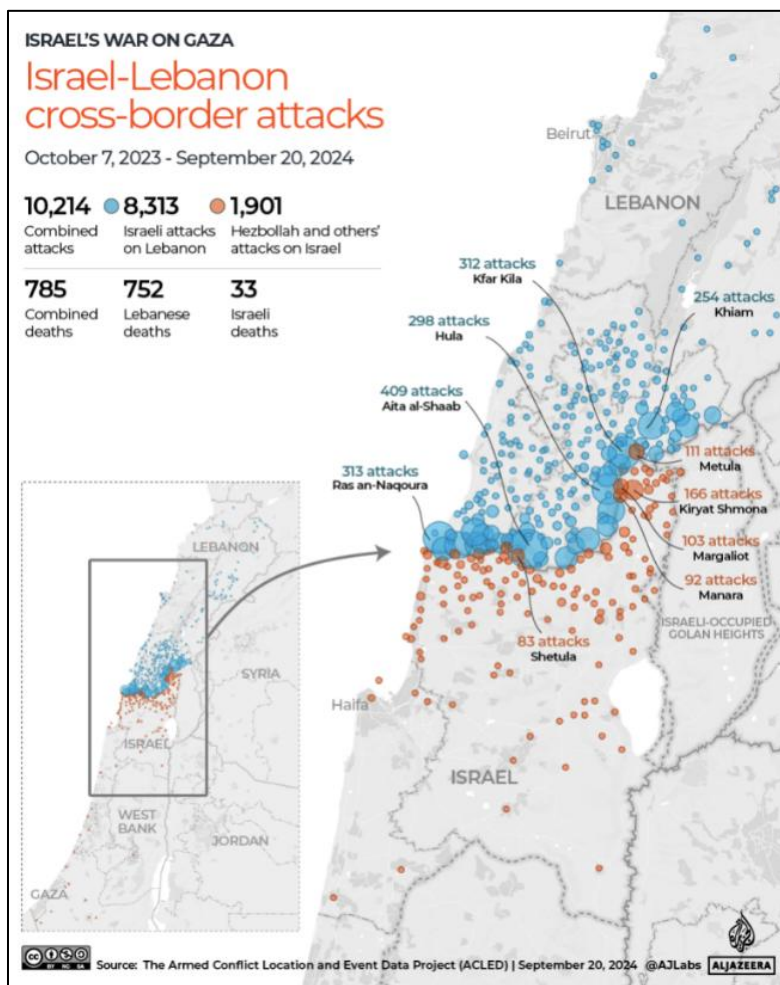 ISRAEL'S WAR ON GAZA
Israel-Lebanon
cross-border attacks
October 7, 2023 - September 20, 2024
10,214
Combined
attacks
8,313
Israeli attacks
on Lebanon
1,901
Hezbollah and others'
attacks on Israel
785
Combined
deaths
752
Lebanese
deaths
33
Israeli
deaths
Beirut
LEBANON
312 attacks
Kfar Kila
254 attacks
Khiam
298 attacks
Hula
409 attacks
Aita al-Shaab
313 attacks
Ras an-Naqoura
111 attacks
Metula
166 attacks
Kiryat Shmona
103 attacks
Margaliot
92 attacks
Manara
83 attacks
Shetula
ISRAELI-OCCUPIED
GOLAN HEIGHTS
Haifa
ISRAEL
LEBANON
SYRIA
ISRAEL
WEST
BANK
JORDAN
GAZA
CC BY NC SA
Source: The Armed Conflict Location and Event Data Project (ACLED) | September 20, 2024 @AJLabs ALJAZEERA